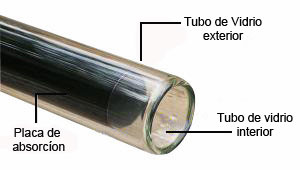 Tubo de Vidrio
exterior
Tubo de vidrio
interior
Placa de
absorcíon